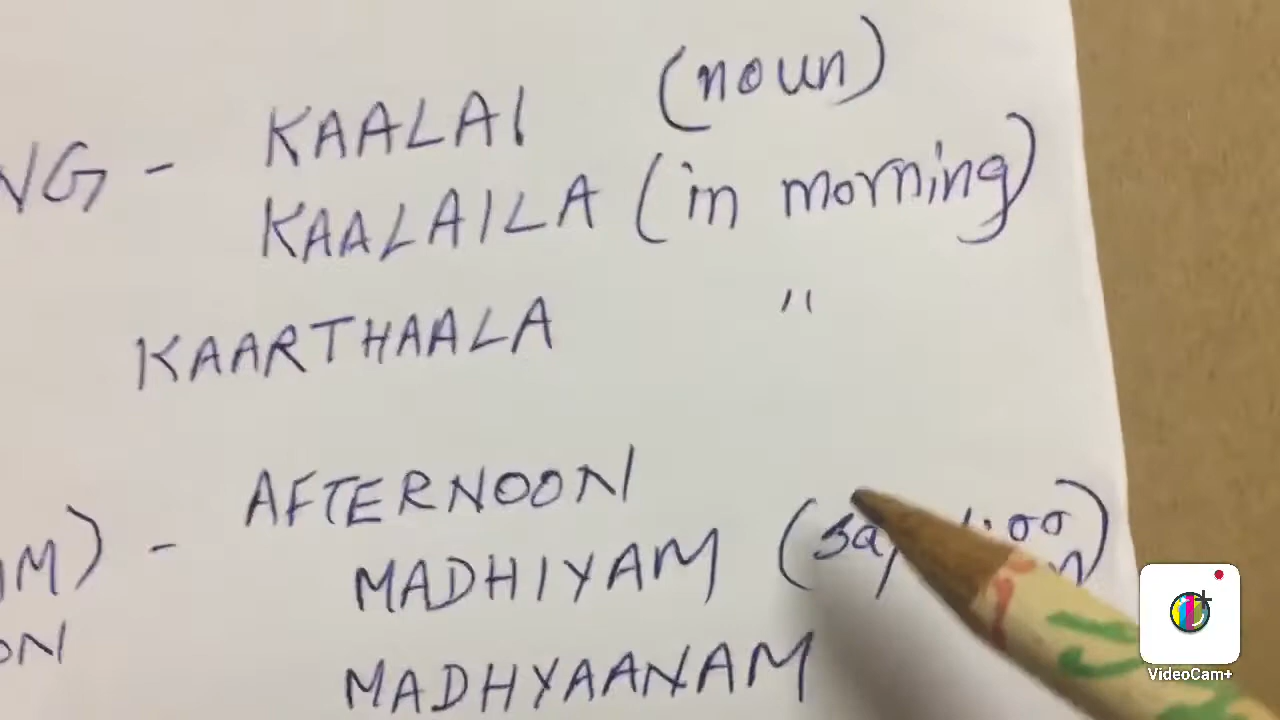 NG - KAALAI (noun)
KAALAILA (in morning)
KAARTHAALA "
AFTERNOON
M) - MADHIYAM
ON
MADHYAANAM
VideoCam+